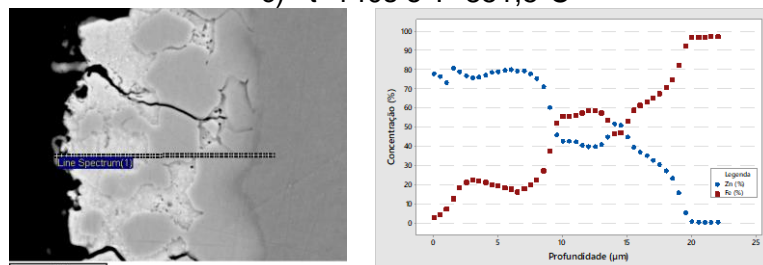 Line Spectrum(1)
Concentração (%)
100
90
80
70
60
50
40
30
20
10
0
0
5
10
15
20
25
Profundidade (µm)
Legenda
Zn (%)
Fe (%)